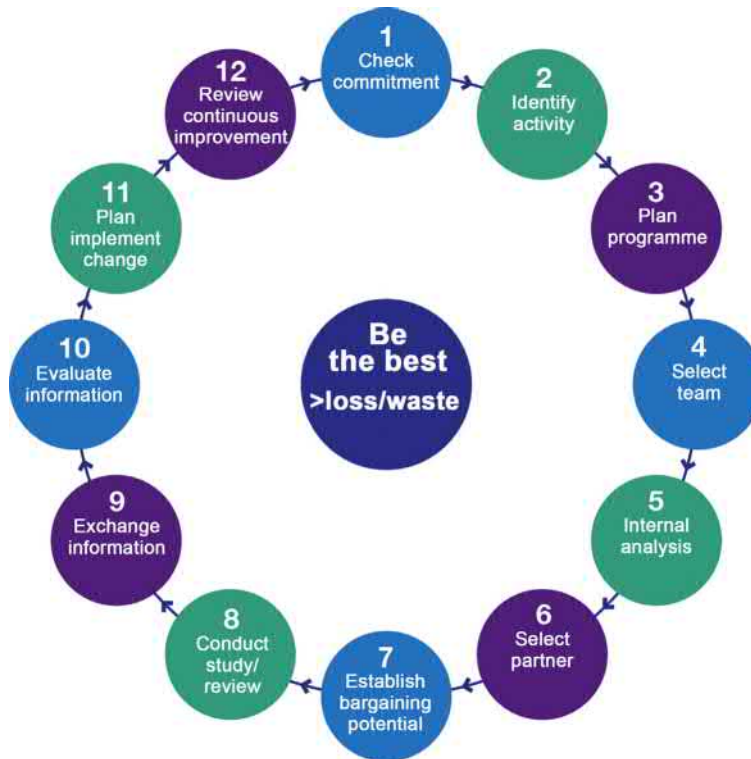 1
Check
commitment
2
Identify
activity
3
Plan
programme
4
Select
team
5
Internal
analysis
6
Select
partner
7
Establish
bargaining
potential
8
Conduct
study/
review
9
Exchange
information
10
Evaluate
information
11
Plan
implement
change
12
Review
continuous
improvement
Be
the best
>loss/waste